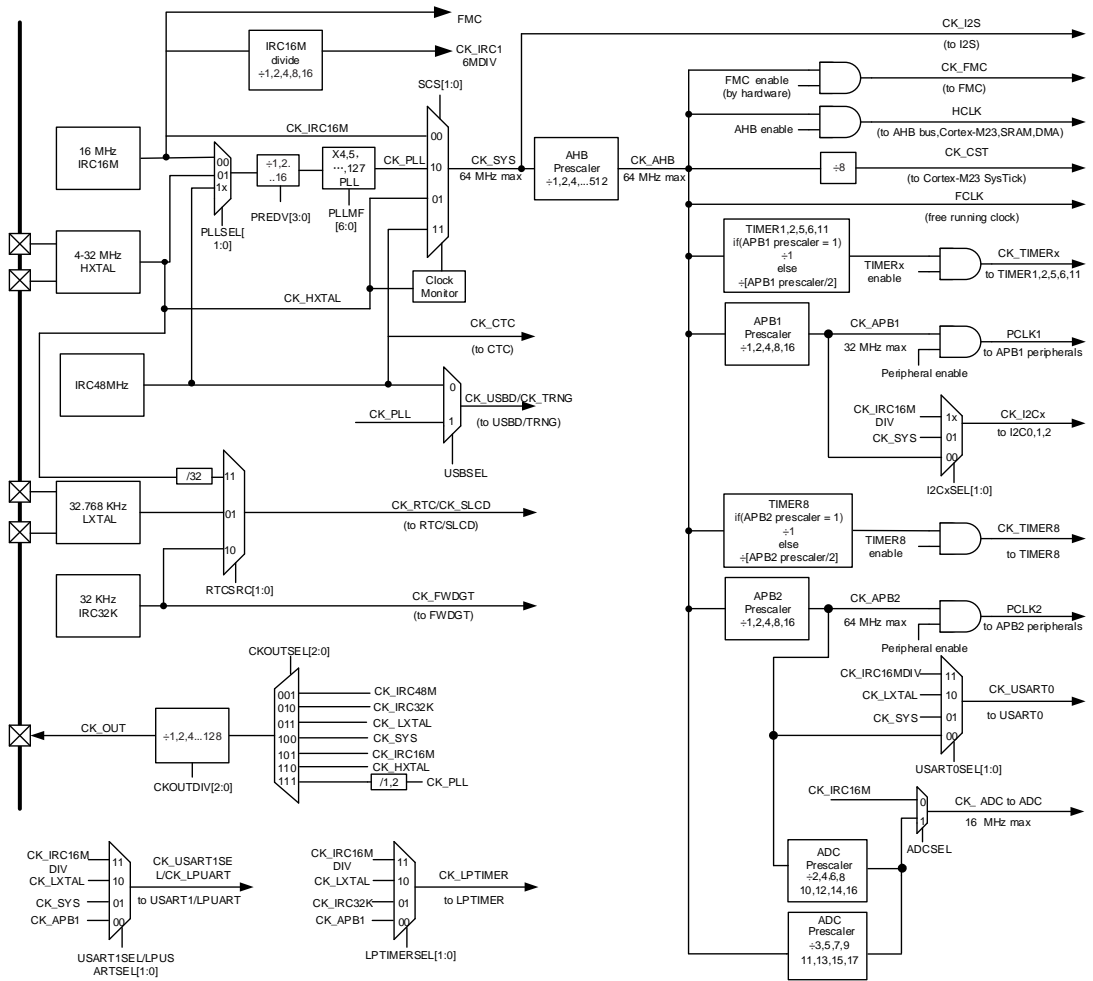 FMC
IRC16M
divide
÷1,2,4,8,16
CK_IRC1
6MDIV
SCS[1:0]
CK_I2S
(to I2S)
FMC enable
(by hardware)
CK_FMC
(to FMC)
AHB enable
HCLK
(to AHB bus,Cortex-M23,SRAM,DMA)
16 MHz
IRC16M
CK_IRC16M
00
01
1x
PLLSEL[
1:0]
÷1,2.
..16
PREDV[3:0]
X4,5,
…,127
PLL
PLLMF
[6:0]
CK_PLL
00
10
01
11
CK_SYS
64 MHz max
AHB
Prescaler
÷1,2,4,...512
CK_AHB
64 MHz max
÷8
CK_CST
(to Cortex-M23 SysTick)
FCLK
(free running clock)
4-32 MHz
HXTAL
CK_HXTAL
Clock
Monitor
TIMER1,2,5,6,11
if(APB1 prescaler = 1)
÷1
else
÷[APB1 prescaler/2]
TIMERx
enable
CK_TIMERx
to TIMER1,2,5,6,11
CK_CTC
(to CTC)
APB1
Prescaler
÷1,2,4,8,16
CK_APB1
32 MHz max
Peripheral enable
PCLK1
to APB1 peripherals
IRC48MHz
CK_PLL
0
1
USBSEL
CK_USBD/CK_TRNG
(to USBD/TRNG)
CK_IRC16M
DIV
CK_SYS
1x
01
00
I2CxSEL[1:0]
CK_I2Cx
to I2C0,1,2
/32
32.768 KHz
LXTAL
11
01
10
RTCSRC[1:0]
CK_RTC/CK_SLCD
(to RTC/SLCD)
TIMER8
if(APB2 prescaler = 1)
÷1
else
÷[APB2 prescaler/2]
TIMER8
enable
CK_TIMER8
to TIMER8
32 KHz
IRC32K
CK_FWDGT
(to FWDGT)
APB2
Prescaler
÷1,2,4,8,16
CK_APB2
64 MHz max
Peripheral enable
PCLK2
to APB2 peripherals
CKOUTSEL[2:0]
001
010
011
100
101
110
111
CK_IRC48M
CK_IRC32K
CK_LXTAL
CK_SYS
CK_IRC16M
CK_HXTAL
/1,2
CK_PLL
CK_OUT
÷1,2,4...128
CKOUTDIV[2:0]
CK_IRC16MDIV
CK_LXTAL
CK_SYS
11
10
01
00
USART0SEL[1:0]
CK_USART0
to USART0
CK_IRC16M
0
1
ADCSEL
CK_ ADC to ADC
16 MHz max
ADC
Prescaler
÷2,4,6,8
10,12,14,16
ADC
Prescaler
÷3,5,7,9
11,13,15,17
CK_IRC16M
DIV
CK_LXTAL
CK_SYS
CK_APB1
11
10
01
00
USART1SEL/LPUS
ARTSEL[1:0]
CK_USART1SE
L/CK_LPUART
to USART1/LPUART
CK_IRC16M
DIV
CK_LXTAL
CK_IRC32K
CK_APB1
11
10
01
00
LPTIMERSEL[1:0]
CK_LPTIMER
to LPTIMER